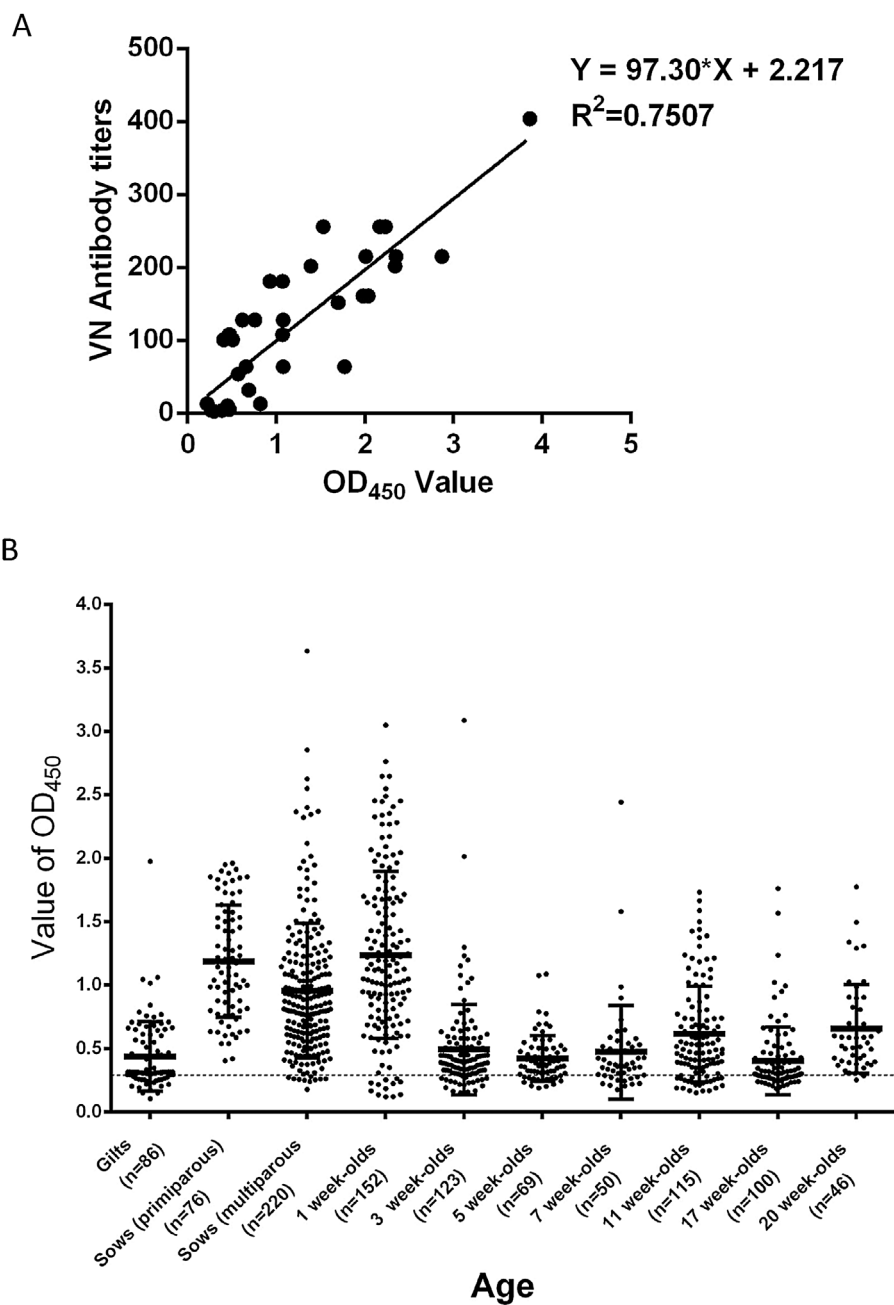 A
500
400
300
200
100
0
VN Antibody titers
Y = 97.30*X + 2.217
R²=0.7507
0 1 2 3 4 5
OD₄₅₀ Value
B
4.0
3.5
3.0
2.5
2.0
1.5
1.0
0.5
0.0
Value of OD₄₅₀
Gilts
(n=86)
Sows (primiparous)
(n=76)
Sows (multiparous)
(n=220)
1 week-olds
(n=152)
3 week-olds
(n=123)
5 week-olds
(n=69)
7 week-olds
(n=50)
11 week-olds
(n=115)
17 week-olds
(n=100)
20 week-olds
(n=46)
Age